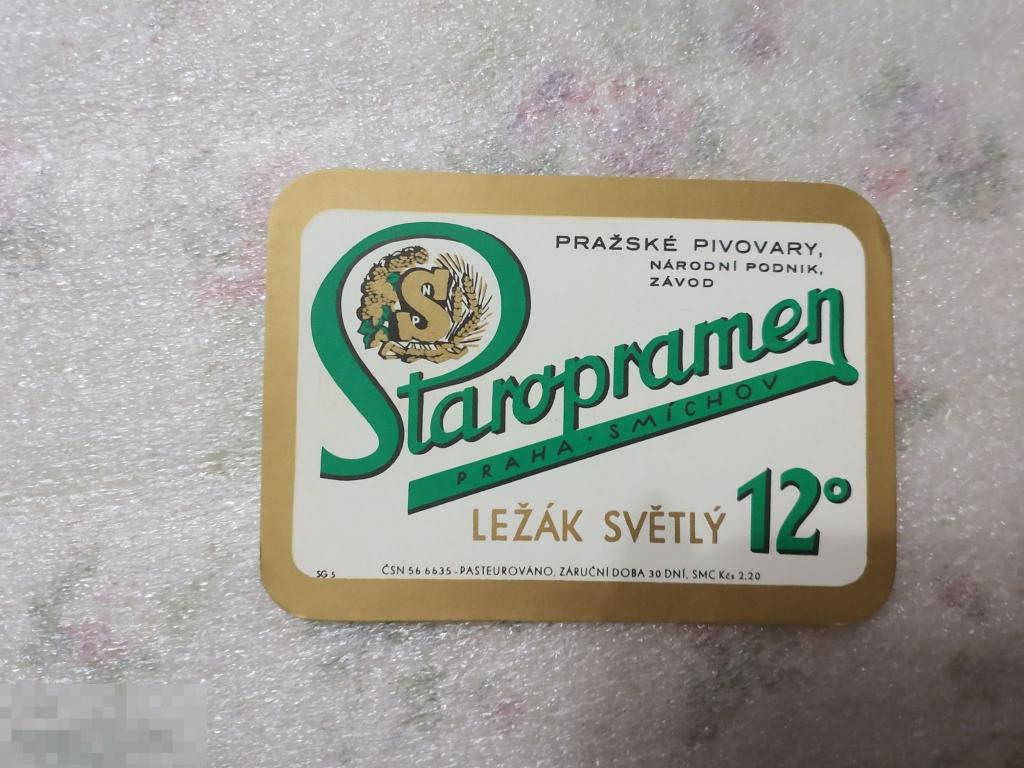 PRAŽSKÉ PIVOVARY,
NÁRODNÍ PODNIK,
ZÁVOD
S
Staropramen
PRAHA · SMÍCHOV
LEŽÁK SVĚTLÝ 12°
SG 5
ČSN 56 6635 - PASTEUROVÁNO, ZÁRUČNÍ DOBA 30 DNÍ, SMC Kčs 2,20